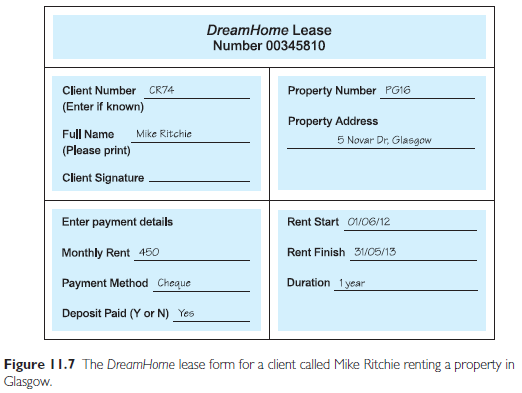 DreamHome Lease
Number 00345810
Client Number CR74
(Enter if known)
Full Name Mike Ritchie
(Please print)
Client Signature
Property Number PG16
Property Address
5 Novar Dr, Glasgow
Enter payment details
Monthly Rent 450
Payment Method Cheque
Deposit Paid (Y or N) Yes
Rent Start 01/06/12
Rent Finish 31/05/13
Duration 1 year
Figure 11.7 The DreamHome lease form for a client called Mike Ritchie renting a property in
Glasgow.